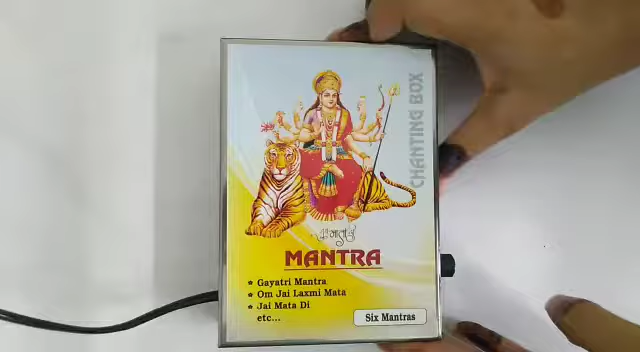 CHANTING BOX
MANTRA
Gayatri Mantra
Om Jai Laxmi Mata
Jai Mata Di
etc...
Six Mantras